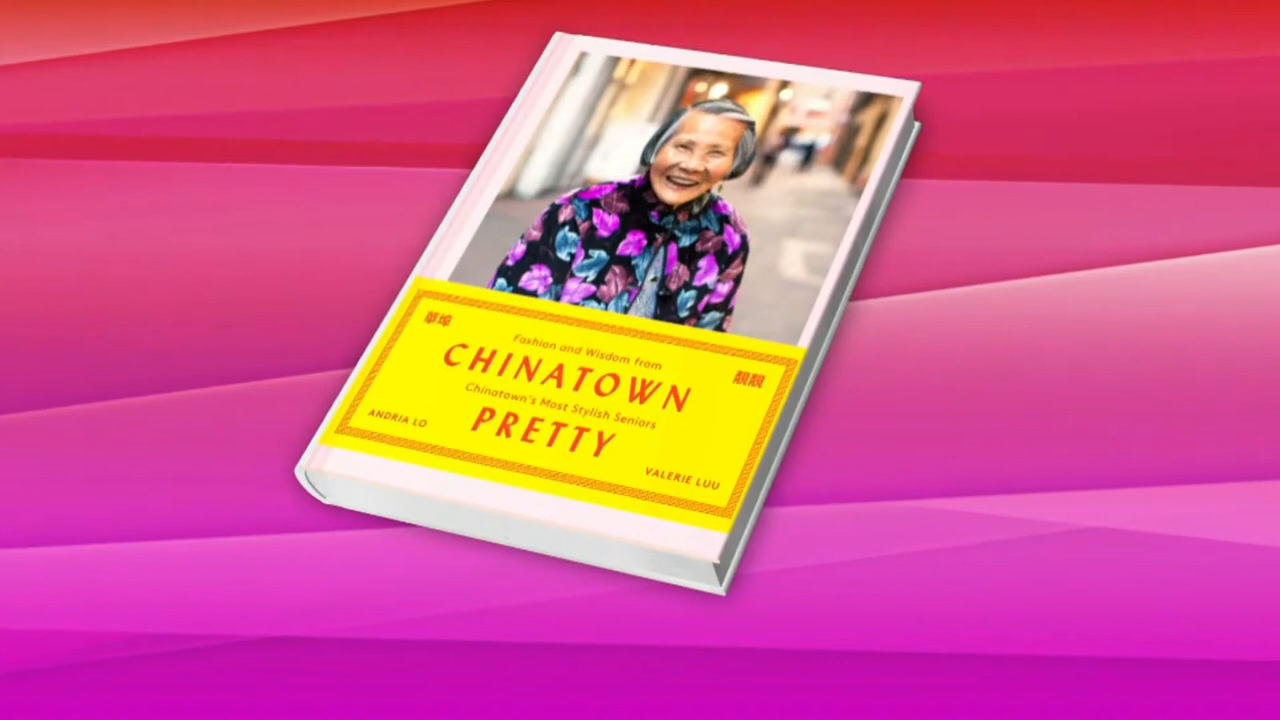 華埠
Fashion and Wisdom from
CHINATOWN
靚靚
Chinatown's Most Stylish Seniors
ANDRIA LO
PRETTY
VALERIE LUU